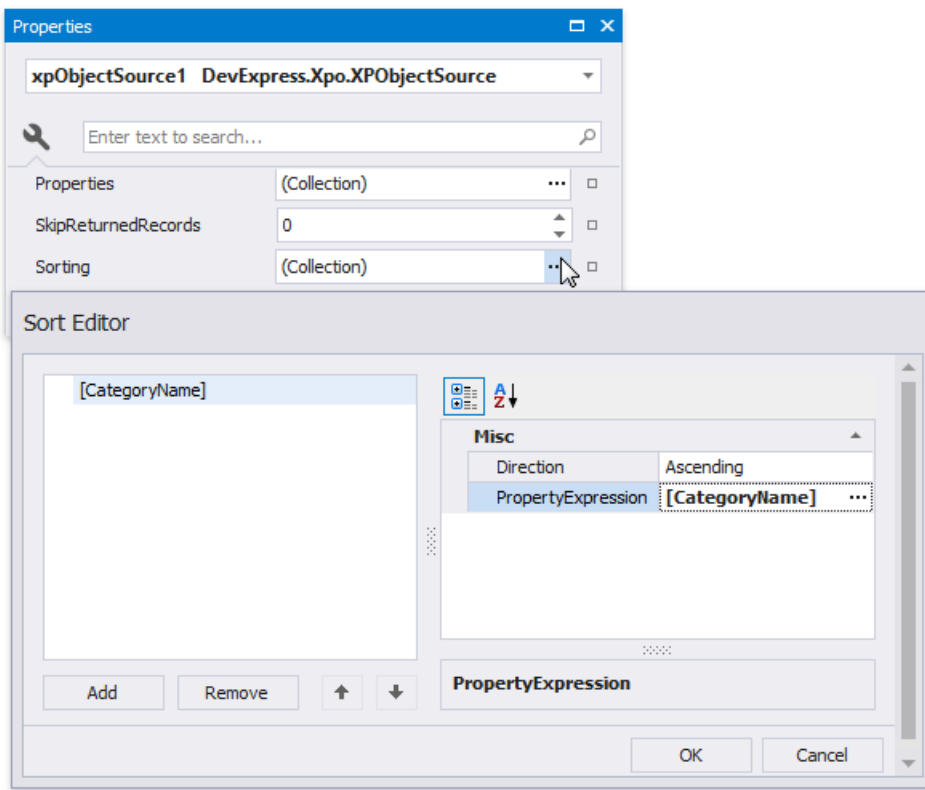 Properties
xpObjectSource1 DevExpress.Xpo.XPObjectSource
Enter text to search...
Properties (Collection) ...
SkipReturnedRecords 0
Sorting (Collection) ...
Sort Editor
[CategoryName]
A
Z
Misc
Direction Ascending
PropertyExpression [CategoryName] ...
PropertyExpression
Add Remove
OK Cancel